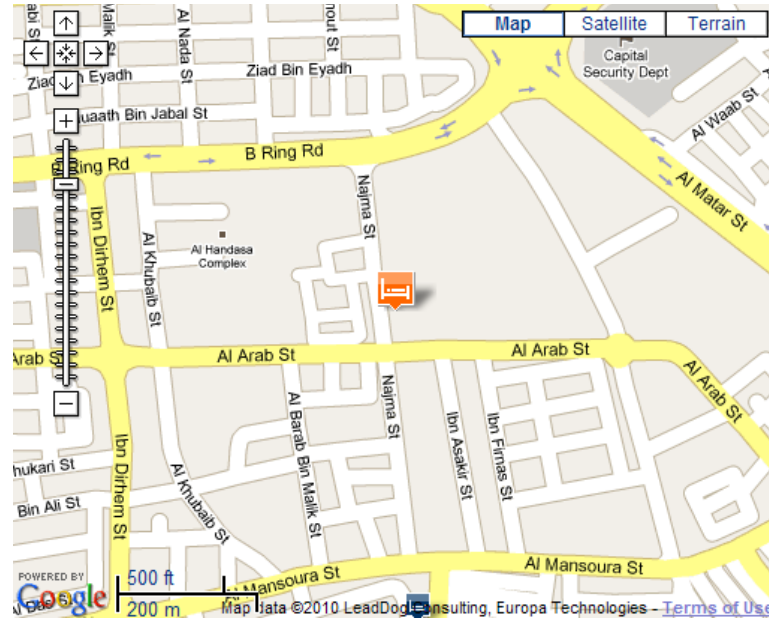 Map
Satellite
Terrain
Malik St
Al Nada St
mout St
Capital
Security Dept
Ziad Bin Eyadh
Ziad n Eyadh
Al Waab St
uaath Bin Jabal St
B Ring Rd
B Ring Rd
Al Matar St
Najma St
Ibn Dirhem St
Al Khubaib St
Al Handasa
Complex
Arab St
Al Arab St
Al Arab St
Al Arab St
Najma St
Al Barab Bin Malik St
Ibn Asakir St
Ibn Firnas St
Ibn Dirhem St
Al Khubaib St
hukari St
Bin Ali St
Al Mansoura St
Al Mansoura St
POWERED BY
Google
500 ft
200 m
Map data ©2010 LeadDog Consulting, Europa Technologies - Terms of Use